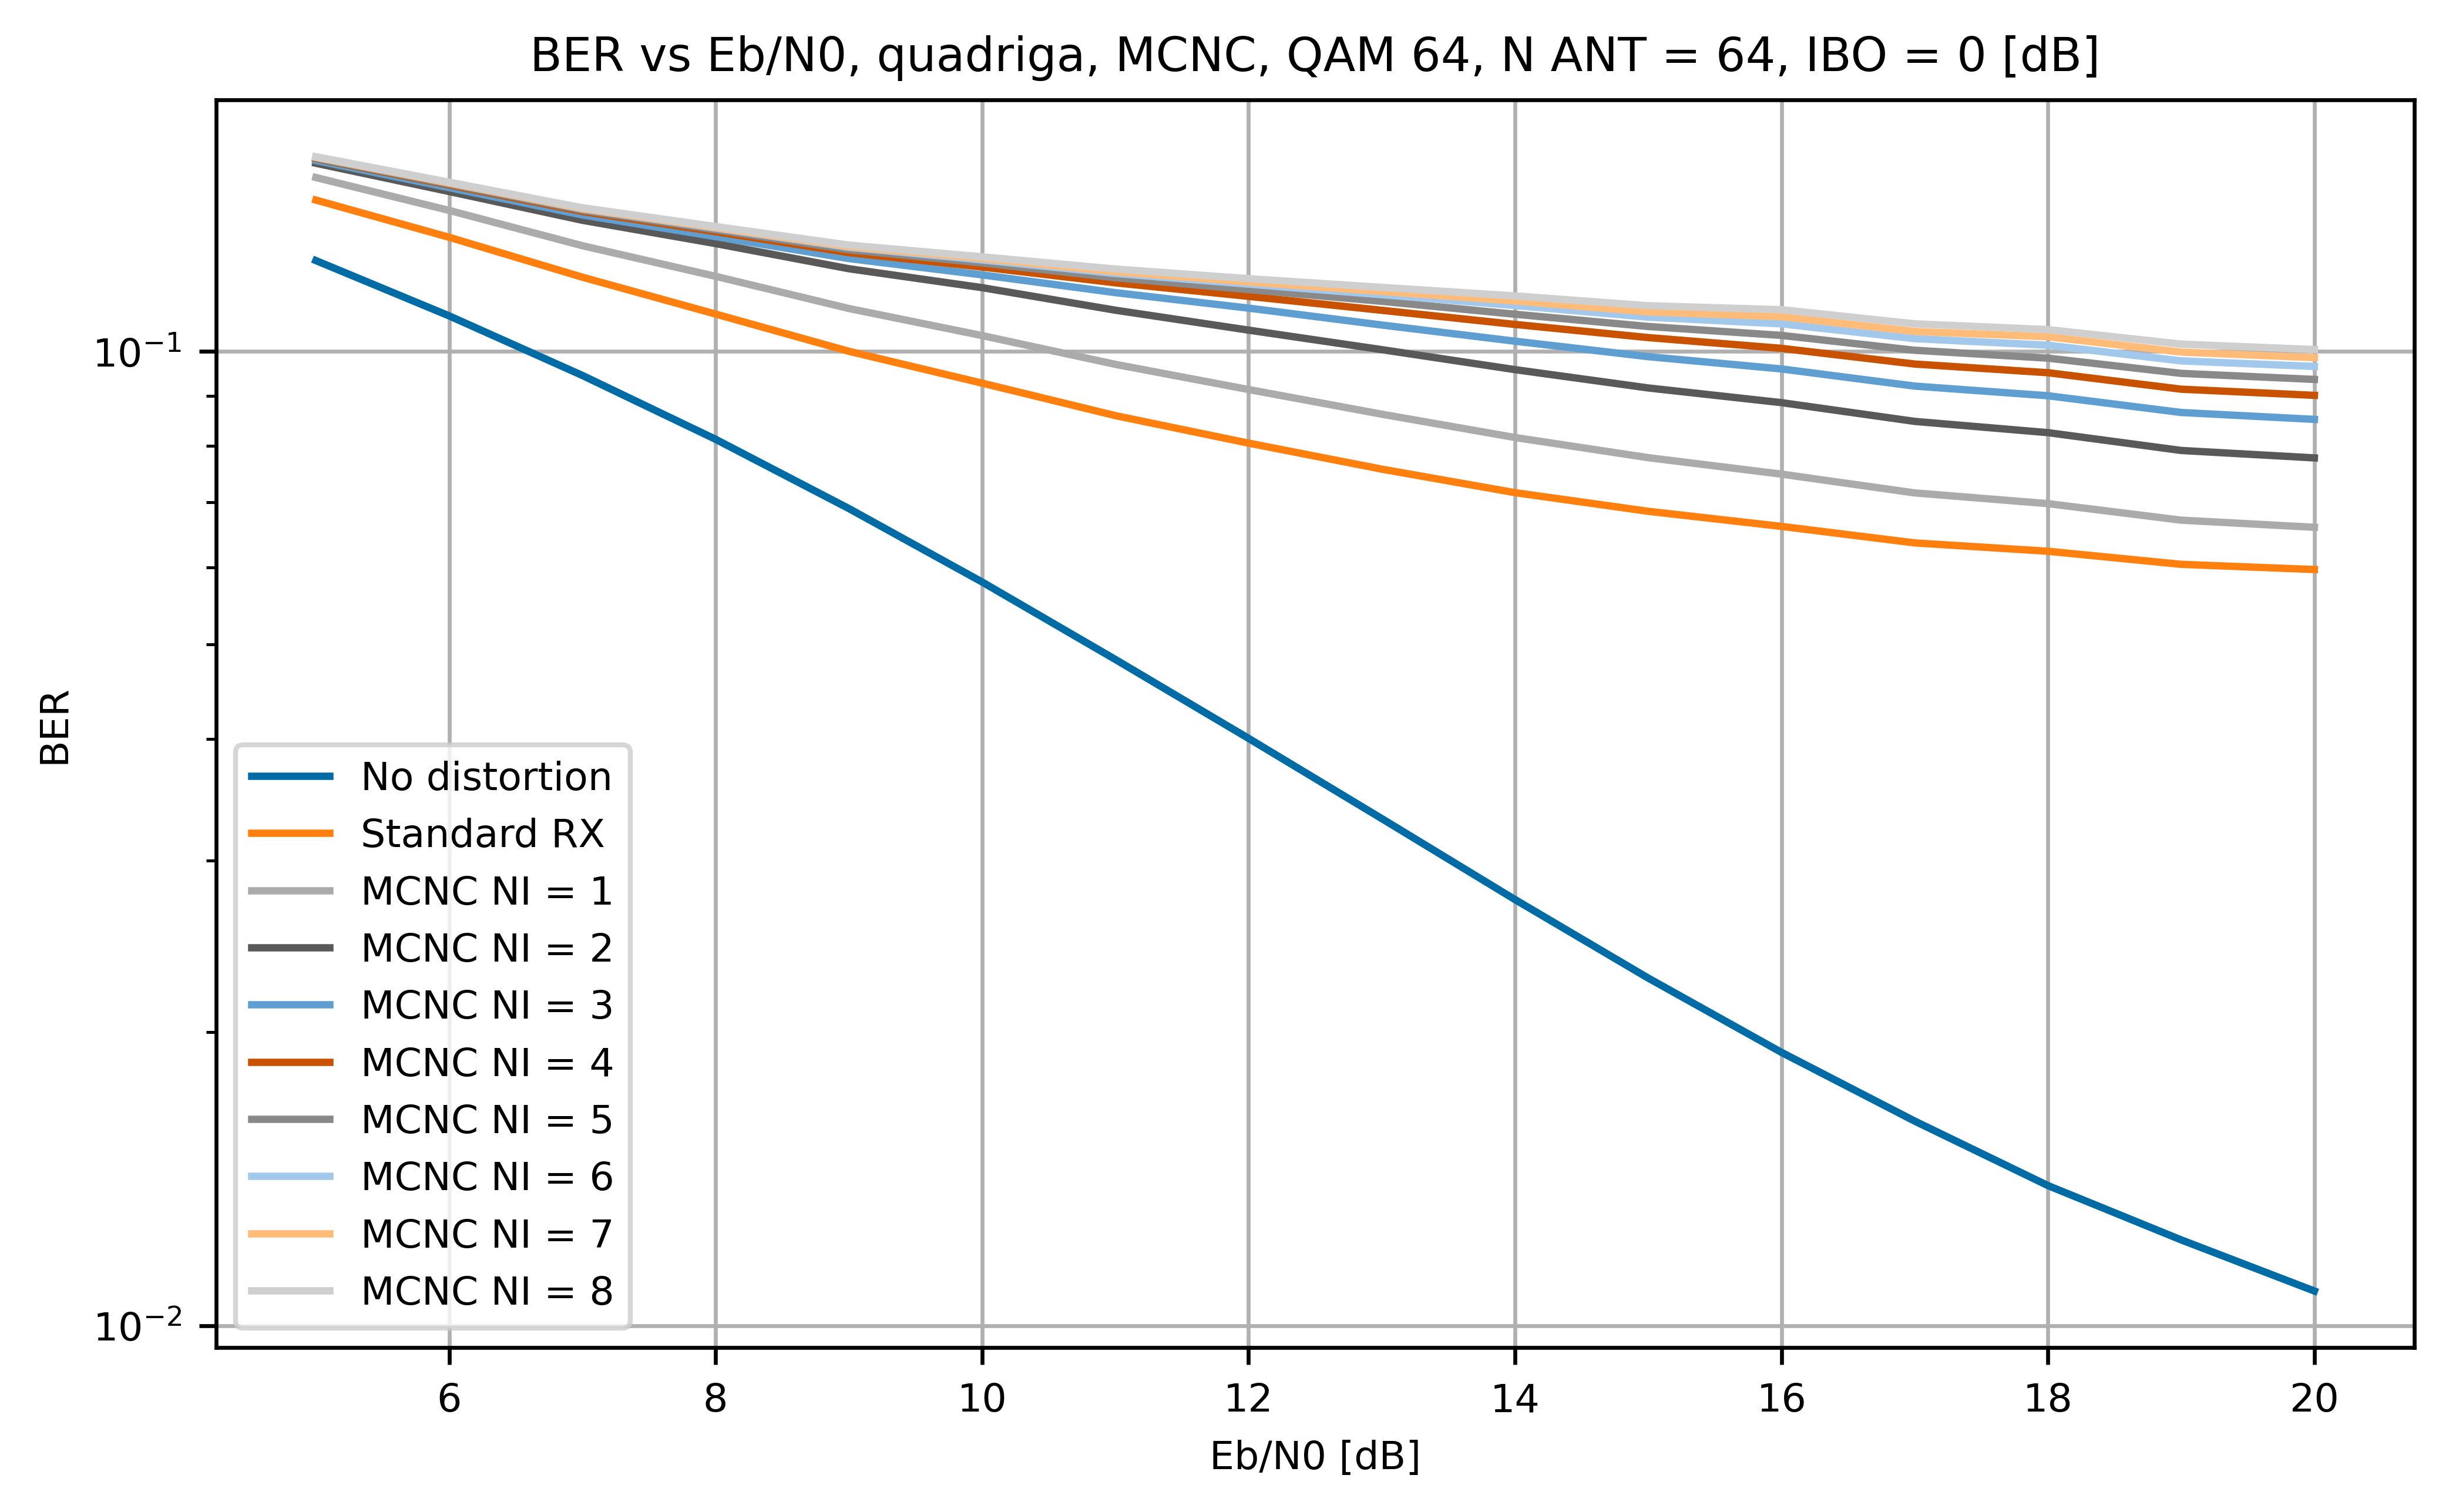 BER vs Eb/N0, quadriga, MCNC, QAM 64, N ANT = 64, IBO = 0 [dB]
BER
10⁻¹
10⁻²
No distortion
Standard RX
MCNC NI = 1
MCNC NI = 2
MCNC NI = 3
MCNC NI = 4
MCNC NI = 5
MCNC NI = 6
MCNC NI = 7
MCNC NI = 8
6 8 10 12 14 16 18 20
Eb/N0 [dB]